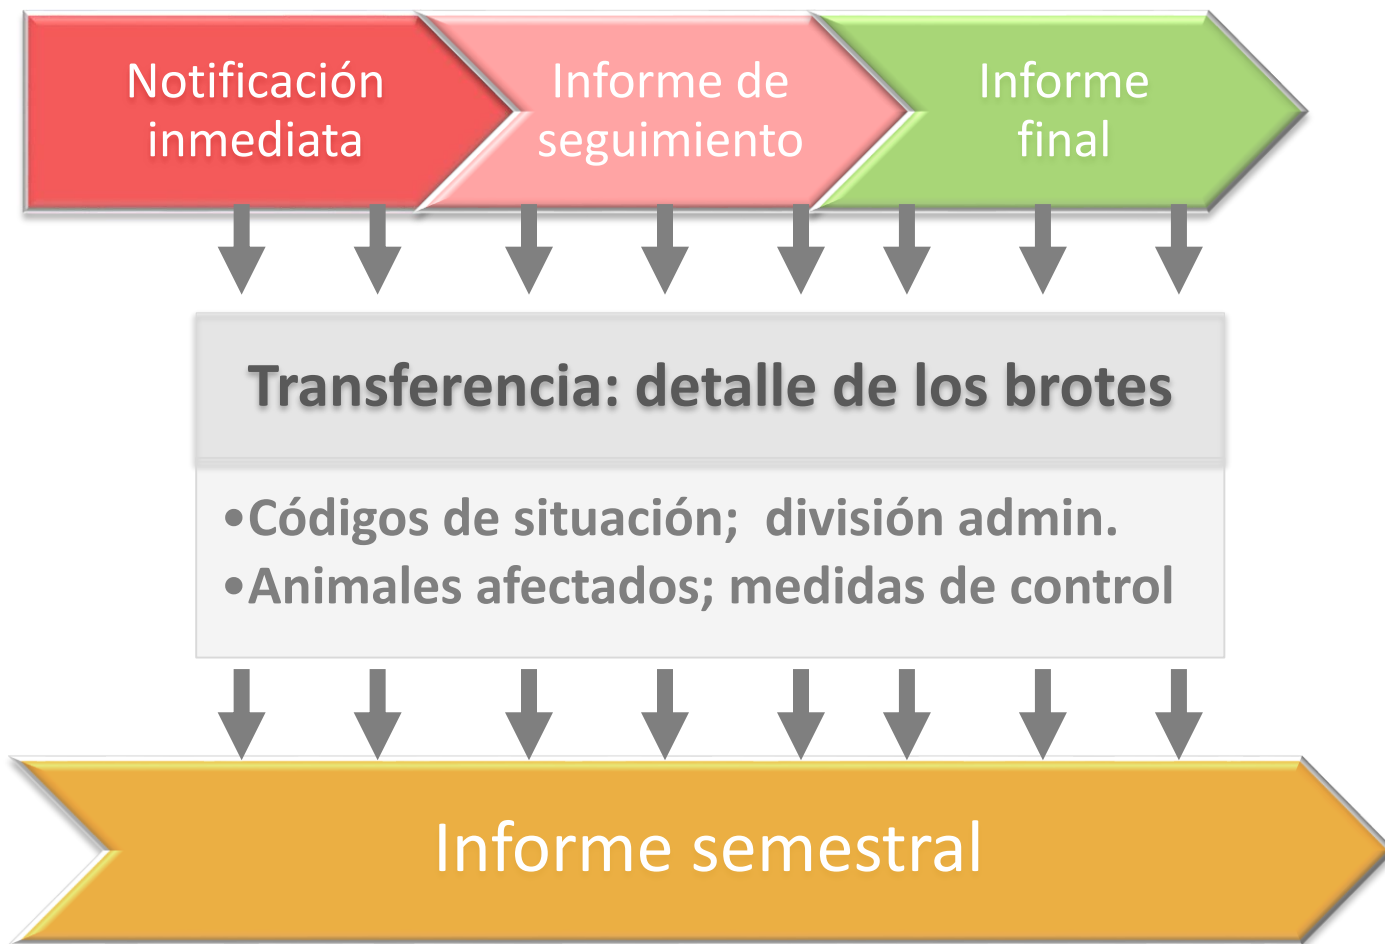 Notificación
inmediata
Informe de
seguimiento
Informe
final
Transferencia: detalle de los brotes
•Códigos de situación;  división admin.
•Animales afectados; medidas de control
Informe semestral